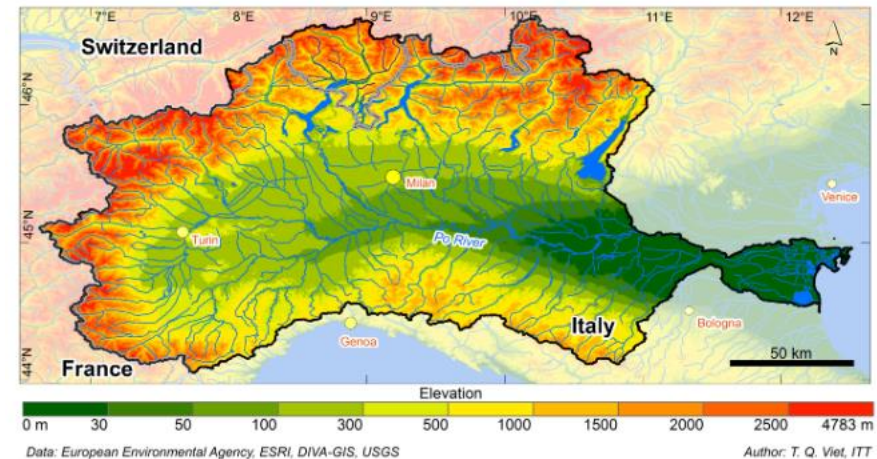 7°E 8°E 9°E 10°E 11°E 12°E
Switzerland
N
46°N
Milan
Venice
45°N
Turin
Po River
Italy
Bologna
Genoa
44°N
France
50 km
Elevation
0 m 30 50 100 300 500 1000 1500 2000 2500 4783 m
Data: European Environmental Agency, ESRI, DIVA-GIS, USGS
Author: T. Q. Viet, ITT